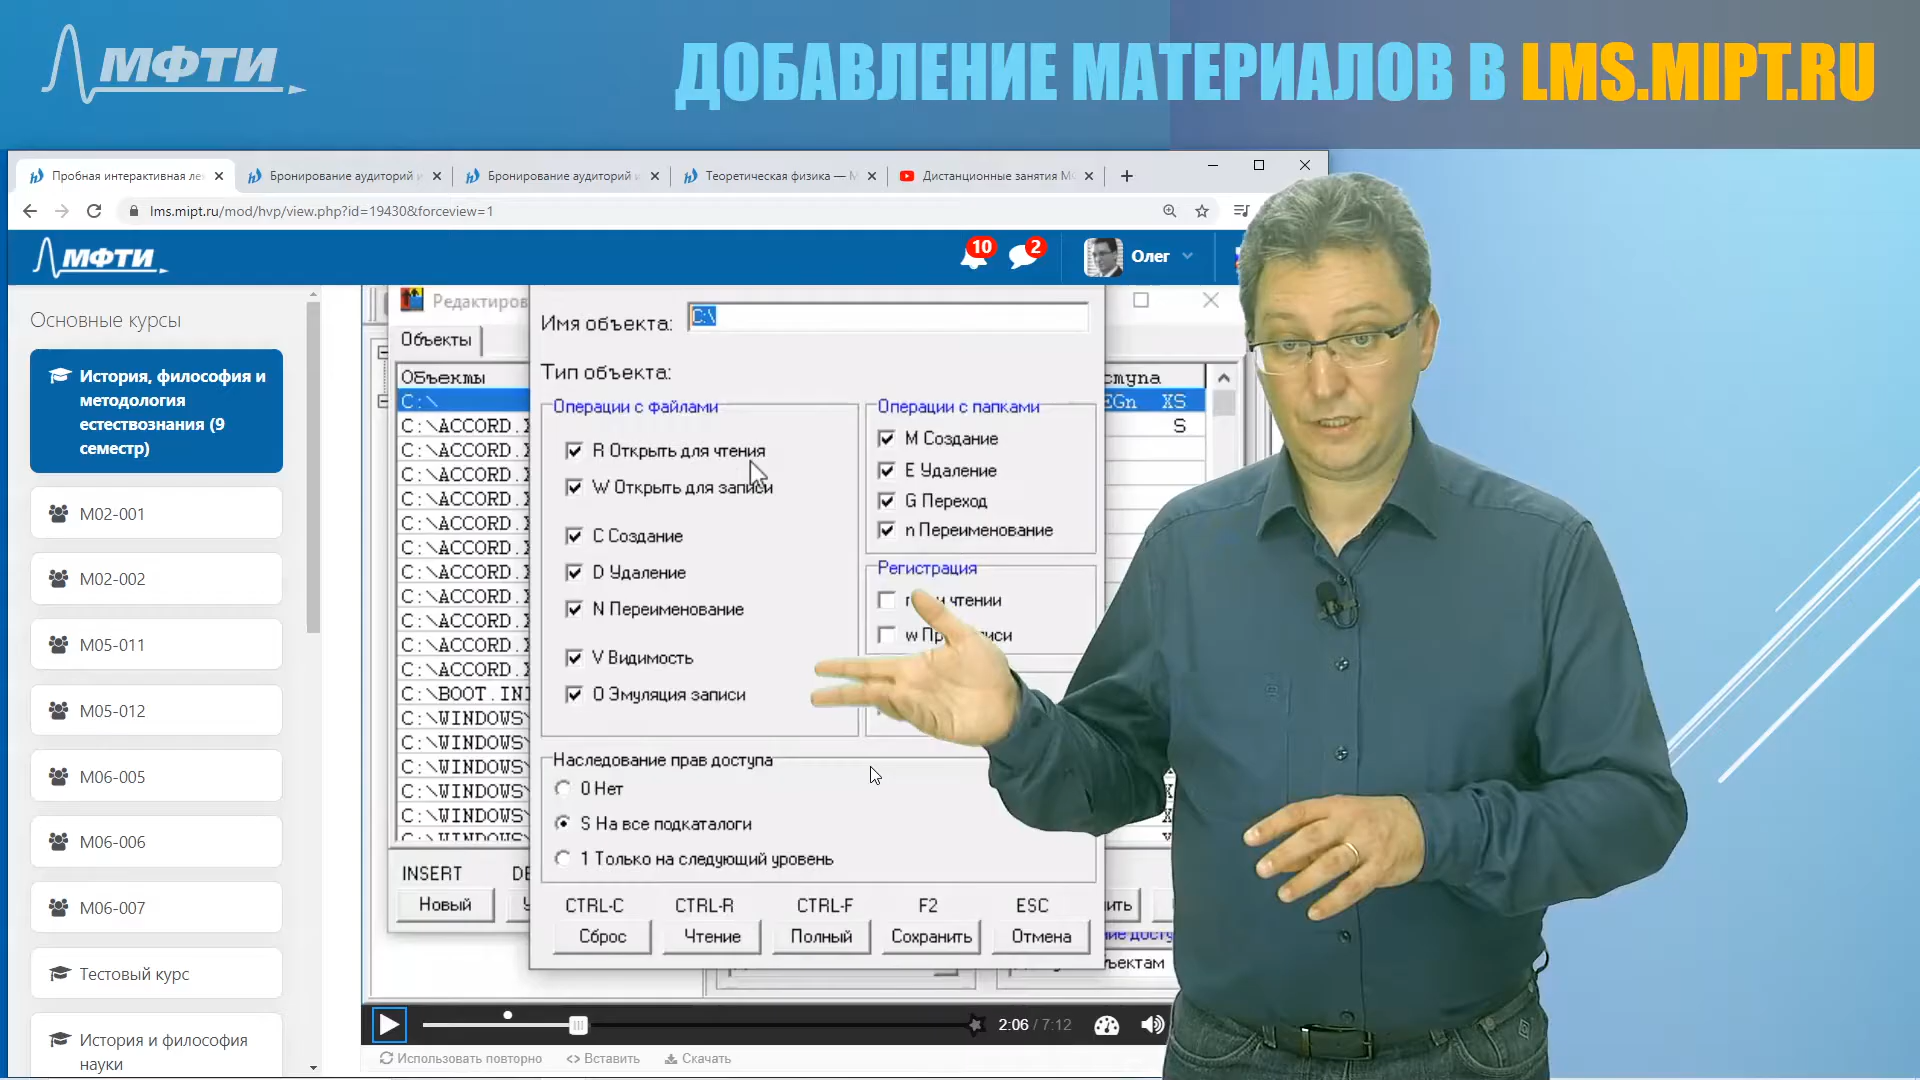 МФТИ
ДОБАВЛЕНИЕ МАТЕРИАЛОВ В LMS.MIPT.RU
Пробная интерактивная ле
Бронирование аудиторий и
Бронирование аудиторий и
Теоретическая физика — М
Дистанционные занятия М
lms.mipt.ru/mod/hvp/view.php?id=19430&forceview=1
МФТИ
10
2
Олег
Основные курсы
История, философия и
методология
естествознания (9
семестр)
М02-001
М02-002
М05-011
М05-012
М06-005
М06-006
М06-007
Тестовый курс
История и философия
науки
Редактиров
Объекты
Объекты
C:\
C:\ACCORD.
C:\ACCORD.
C:\ACCORD.
C:\ACCORD.
C:\ACCORD.
C:\ACCORD.
C:\ACCORD.
C:\ACCORD.
C:\ACCORD.
C:\ACCORD.
C:\ACCORD.
C:\BOOT.INI
C:\WINDOWS
C:\WINDOWS
C:\WINDOWS
C:\WINDOWS
C:\WINDOWS
INSERT
Новый
Имя объекта: C:\
Тип объекта:
Операции с файлами
R Открыть для чтения
W Открыть для записи
C Создание
D Удаление
N Переименование
V Видимость
O Эмуляция записи
Операции с папками
M Создание
E Удаление
G Переход
n Переименование
Регистрация
чтении
w
ступа
EGn XS
S
Наследование прав доступа
0 Нет
S На все подкаталоги
1 Только на следующий уровень
CTRL-C CTRL-R CTRL-F F2 ESC
Сброс Чтение Полный Сохранить Отмена
ить
ъектам
2:06 / 7:12
Использовать повторно
<> Вставить
Скачать